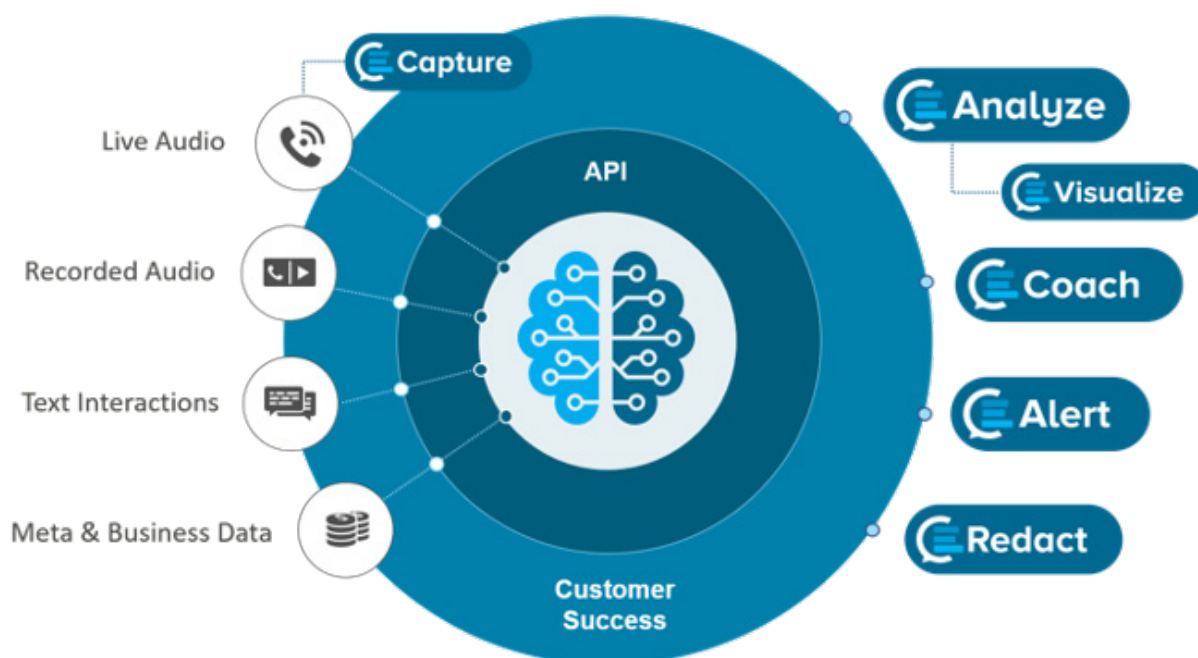 Capture
Live Audio
Recorded Audio
Text Interactions
Meta & Business Data
API
Customer
Success
Analyze
Visualize
Coach
Alert
Redact